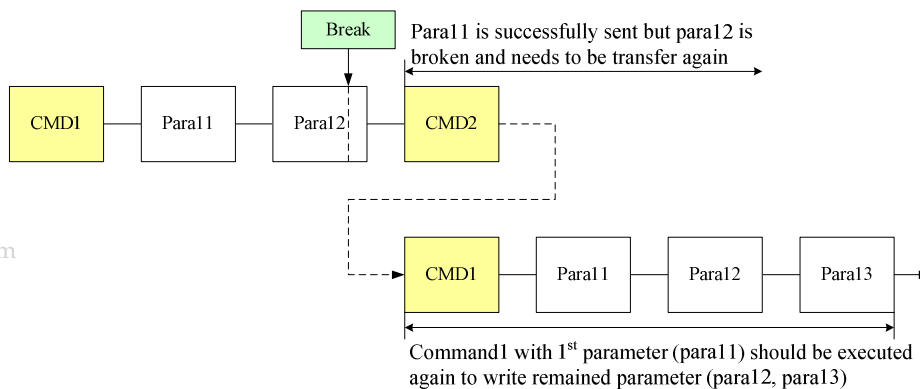 Break
Para11 is successfully sent but para12 is
broken and needs to be transfer again
CMD1
Para11
Para12
CMD2
m
CMD1
Para11
Para12
Para13
Command1 with 1st parameter (para11) should be executed
again to write remained parameter (para12, para13)